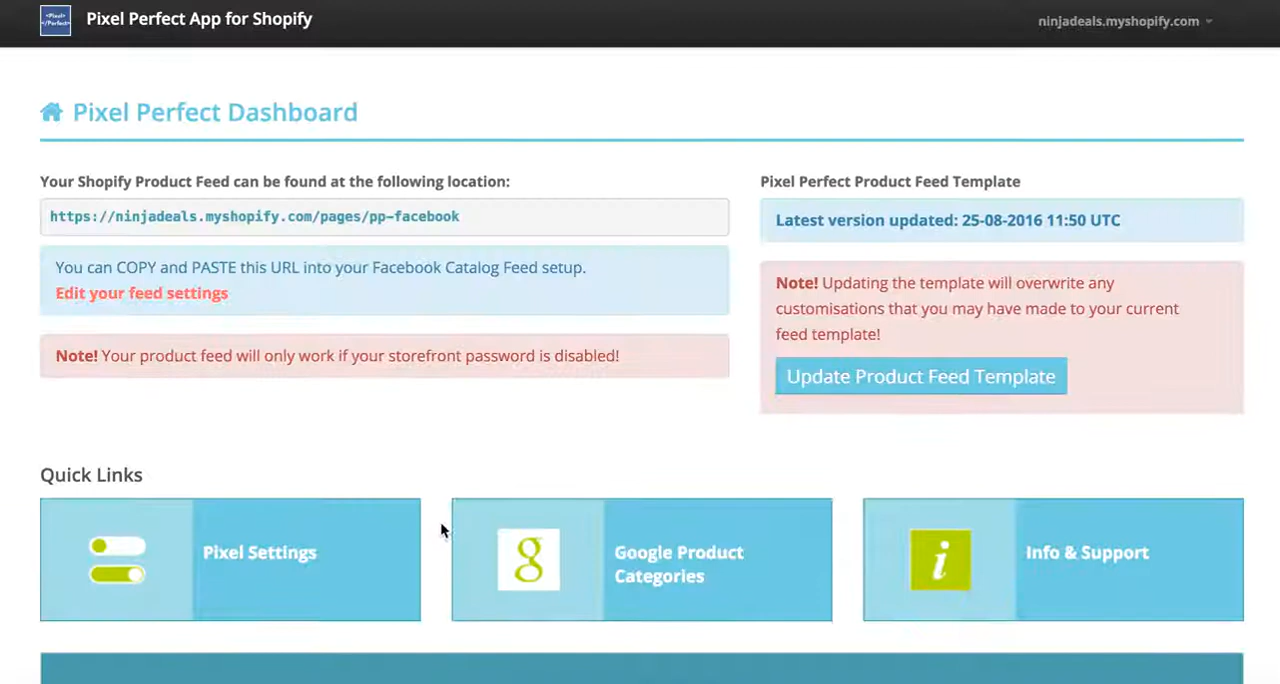 <Pixel>
</Perfect>
Pixel Perfect App for Shopify
ninjadeals.myshopify.com
Pixel Perfect Dashboard
Your Shopify Product Feed can be found at the following location:
https://ninjadeals.myshopify.com/pages/pp-facebook
You can COPY and PASTE this URL into your Facebook Catalog Feed setup.
Edit your feed settings
Note! Your product feed will only work if your storefront password is disabled!
Pixel Perfect Product Feed Template
Latest version updated: 25-08-2016 11:50 UTC
Note! Updating the template will overwrite any
customisations that you may have made to your current
feed template!
Update Product Feed Template
Quick Links
Pixel Settings
g
Google Product
Categories
i
Info & Support